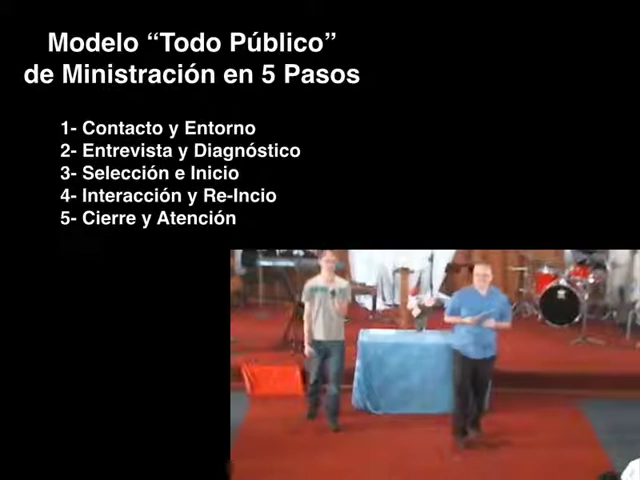 Modelo “Todo Público”
de Ministración en 5 Pasos
1- Contacto y Entorno
2- Entrevista y Diagnóstico
3- Selección e Inicio
4- Interacción y Re-Incio
5- Cierre y Atención